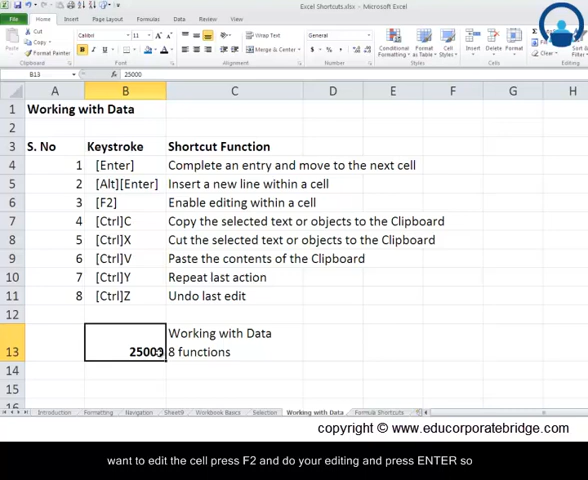 Excel Shortcuts.xlsx - Microsoft Excel
File Home Insert Page Layout Formulas Data Review View
Calibri 11
Wrap Text
General
Paste
Copy
Format Painter
Merge & Center
Conditional Formatting
Format as Table
Cell Styles
Insert Delete Format
Fill
Clear
Clipboard Font Alignment Number Styles Cells
B13 fx 25000
A B C D E F G H
1 Working with Data
2
3 S. No Keystroke Shortcut Function
4 1 [Enter] Complete an entry and move to the next cell
5 2 [Alt][Enter] Insert a new line within a cell
6 3 [F2] Enable editing within a cell
7 4 [Ctrl]C Copy the selected text or objects to the Clipboard
8 5 [Ctrl]X Cut the selected text or objects to the Clipboard
9 6 [Ctrl]V Paste the contents of the Clipboard
10 7 [Ctrl]Y Repeat last action
11 8 [Ctrl]Z Undo last edit
12
Working with Data
13 25000 8 functions
14
15
16
Introduction Formatting Navigation Sheet9 Workbook Basics Selection Working with Data Formula Shortcuts
copyright © www.educorporatebridge.com
want to edit the cell press F2 and do your editing and press ENTER so